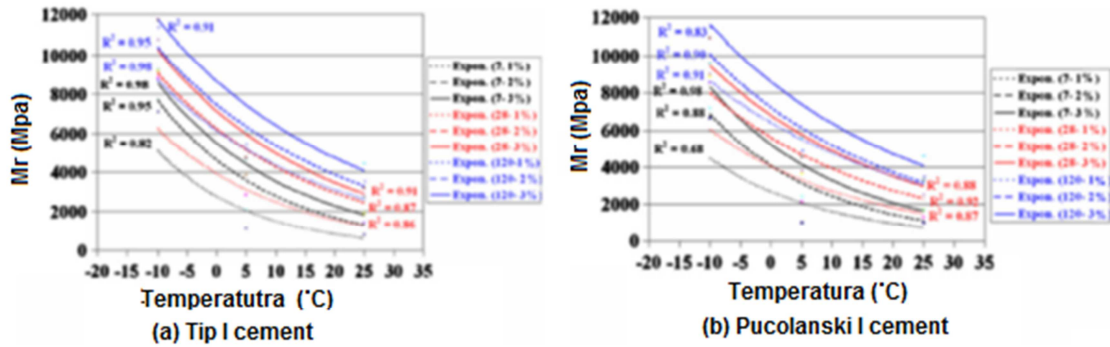 12000
10000
8000
6000
4000
2000
0
Mr (Mpa)
R² = 0.91
R² = 0.95
R² = 0.98
R² = 0.98
R² = 0.95
R² = 0.82
R² = 0.91
R² = 0.87
R² = 0.86
Expon. (7-1%)
Expon. (7-2%)
Expon. (7-3%)
Expon. (28-1%)
Expon. (28-2%)
Expon. (28-3%)
Expon. (120-1%)
Expon. (120-2%)
Expon. (120-3%)
-20 -15 -10 -5 0 5 10 15 20 25 30 35
Temperatutra (˚C)
(a) Tip I cement
12000
10000
8000
6000
4000
2000
0
Mr (Mpa)
R² = 0.83
R² = 0.90
R² = 0.91
R² = 0.98
R² = 0.88
R² = 0.68
R² = 0.88
R² = 0.92
R² = 0.87
Expon. (7-1%)
Expon. (7-2%)
Expon. (7-3%)
Expon. (28-1%)
Expon. (28-2%)
Expon. (28-3%)
Expon. (120-1%)
Expon. (120-2%)
Expon. (120-3%)
-20 -15 -10 -5 0 5 10 15 20 25 30 35
Temperatura (˚C)
(b) Pucolanski I cement